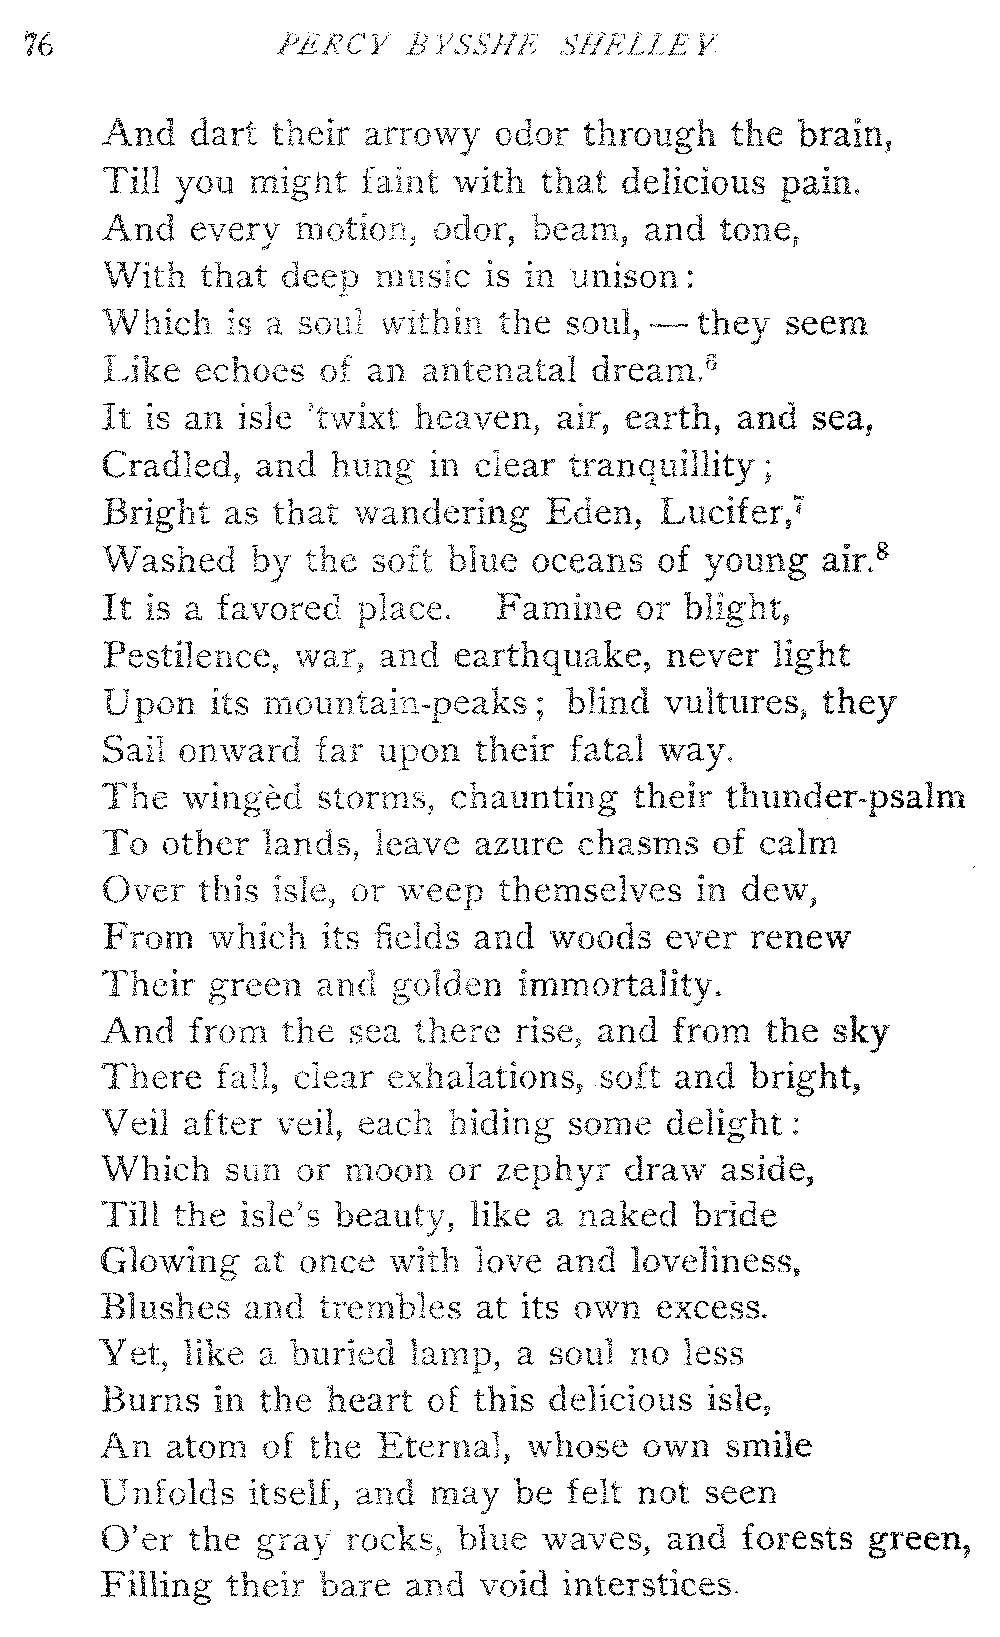 76 PERCY BYSSHE SHELLEY.
And dart their arrowy odor through the brain,
Till you might faint with that delicious pain.
And every motion, odor, beam, and tone,
With that deep music is in unison:
Which is a soul within the soul, — they seem
Like echoes of an antenatal dream.⁶
It is an isle 'twixt heaven, air, earth, and sea,
Cradled, and hung in clear tranquillity;
Bright as that wandering Eden, Lucifer,⁷
Washed by the soft blue oceans of young air.⁸
It is a favored place. Famine or blight,
Pestilence, war, and earthquake, never light
Upon its mountain-peaks; blind vultures, they
Sail onward far upon their fatal way.
The wingèd storms, chaunting their thunder-psalm
To other lands, leave azure chasms of calm
Over this isle, or weep themselves in dew,
From which its fields and woods ever renew
Their green and golden immortality.
And from the sea there rise, and from the sky
There fall, clear exhalations, soft and bright,
Veil after veil, each hiding some delight:
Which sun or moon or zephyr draw aside,
Till the isle's beauty, like a naked bride
Glowing at once with love and loveliness,
Blushes and trembles at its own excess.
Yet, like a buried lamp, a soul no less
Burns in the heart of this delicious isle,
An atom of the Eternal, whose own smile
Unfolds itself, and may be felt not seen
O'er the gray rocks, blue waves, and forests green,
Filling their bare and void interstices.